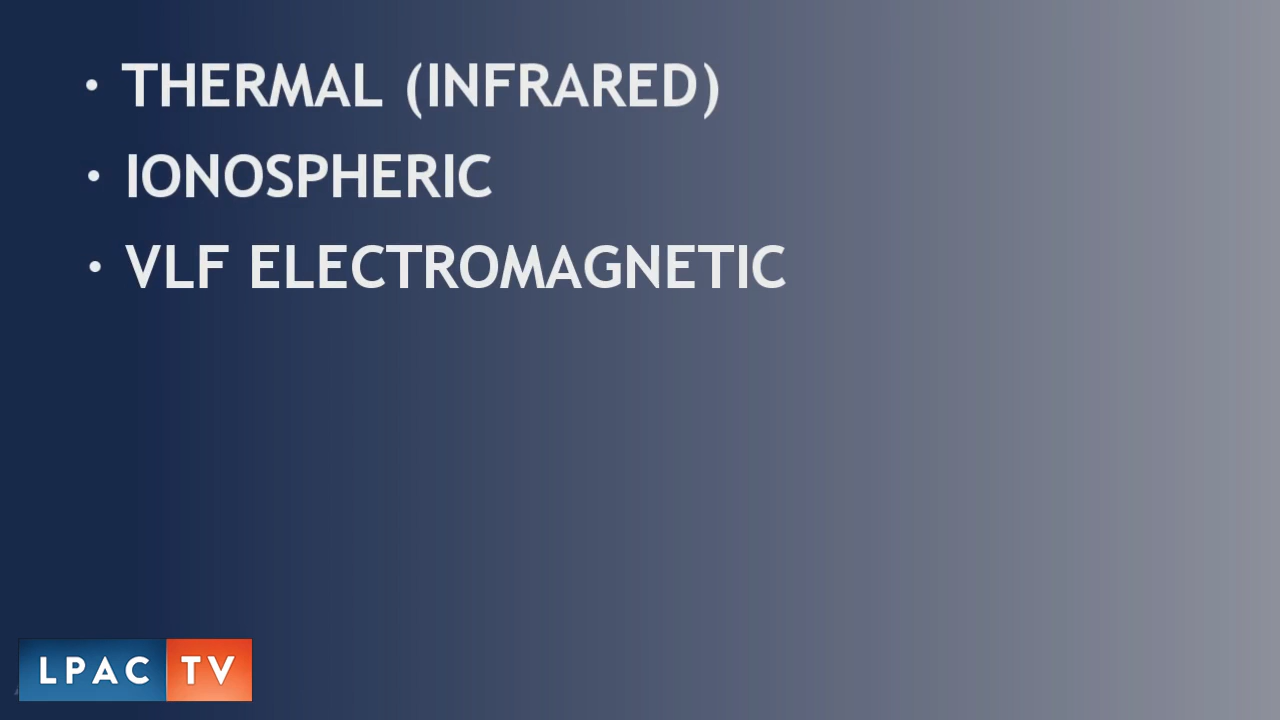 • THERMAL (INFRARED)
• IONOSPHERIC
• VLF ELECTROMAGNETIC
LPAC TV